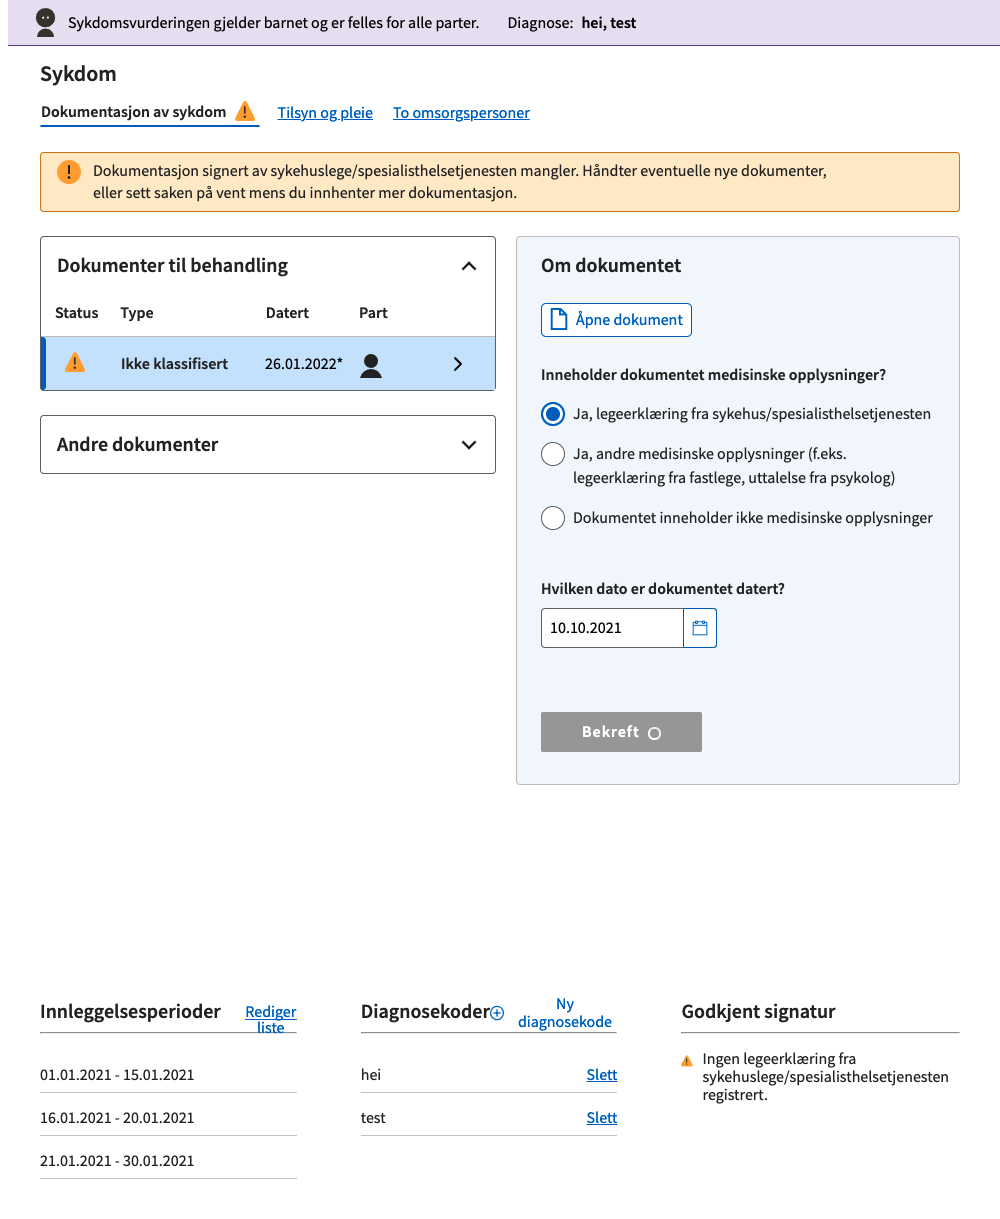 Sykdomsvurderingen gjelder barnet og er felles for alle parter. Diagnose: hei, test
Sykdom
Dokumentasjon av sykdom Tilsyn og pleie To omsorgspersoner
Dokumentasjon signert av sykehuslege/spesialisthelsetjenesten mangler. Håndter eventuelle nye dokumenter,
eller sett saken på vent mens du innhenter mer dokumentasjon.
Dokumenter til behandling
Status Type Datert Part
Ikke klassifisert 26.01.2022*
Andre dokumenter
Om dokumentet
Åpne dokument
Inneholder dokumentet medisinske opplysninger?
Ja, legeerklæring fra sykehus/spesialisthelsetjenesten
Ja, andre medisinske opplysninger (f.eks.
legeerklæring fra fastlege, uttalelse fra psykolog)
Dokumentet inneholder ikke medisinske opplysninger
Hvilken dato er dokumentet datert?
10.10.2021
Bekreft
Innleggelsesperioder
Rediger
liste
01.01.2021 - 15.01.2021
16.01.2021 - 20.01.2021
21.01.2021 - 30.01.2021
Diagnosekoder
Ny
diagnosekode
hei Slett
test Slett
Godkjent signatur
Ingen legeerklæring fra
sykehuslege/spesialisthelsetjenesten
registrert.